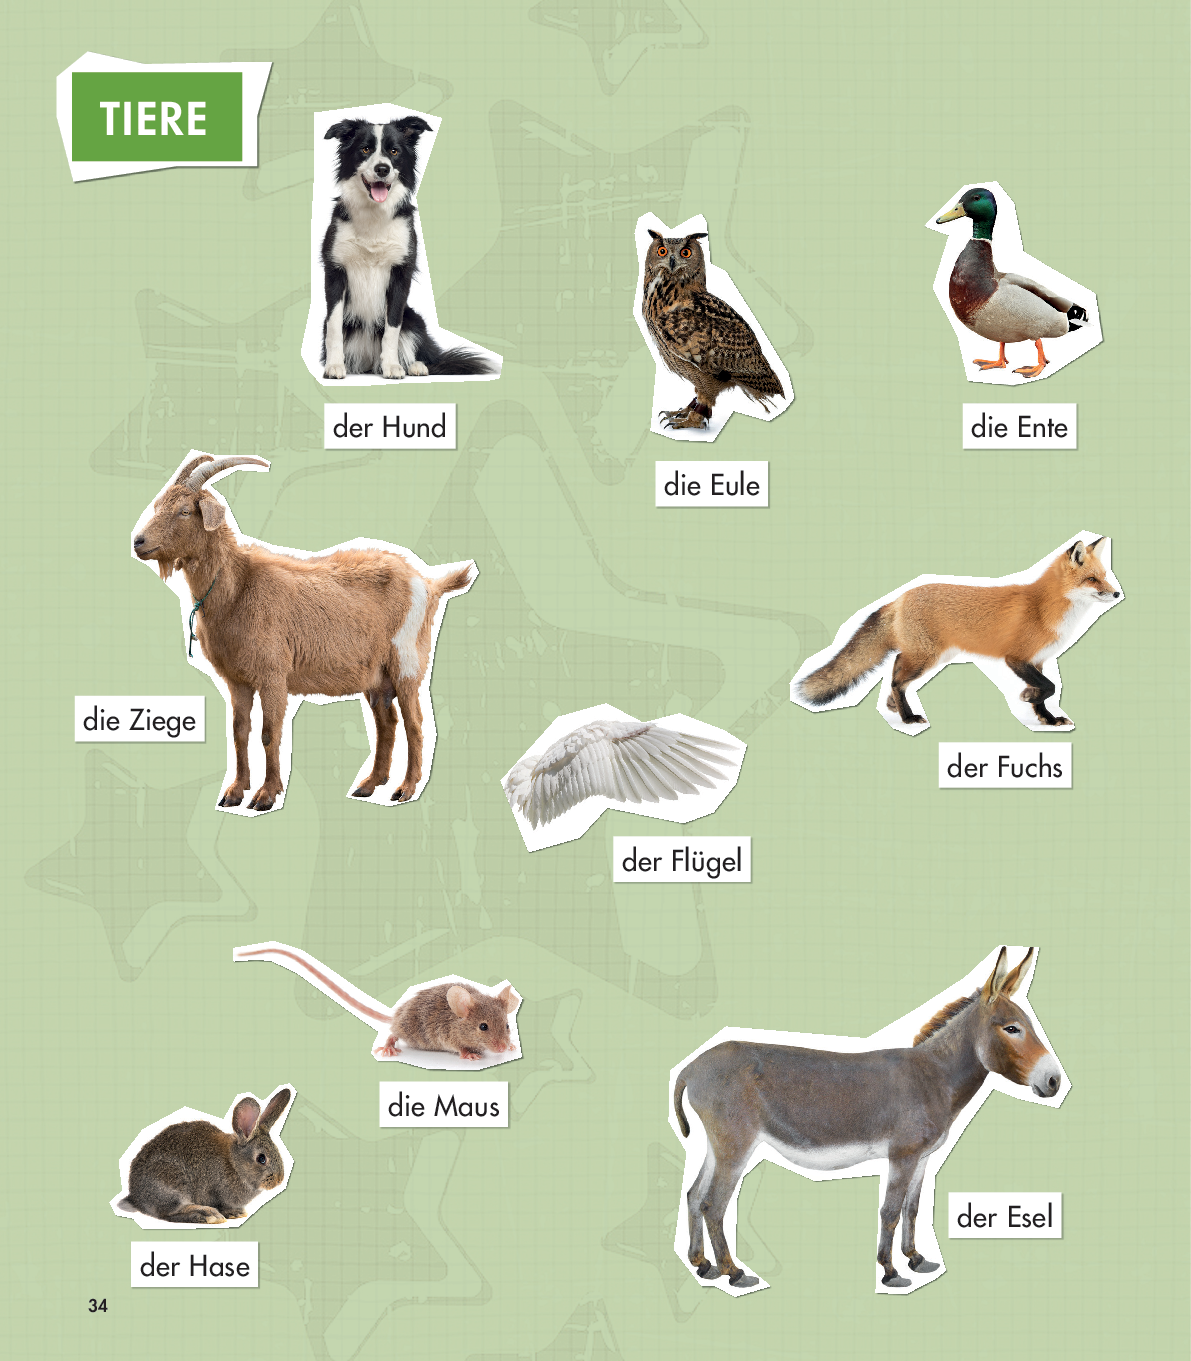 TIERE
der Hund
die Eule
die Ente
die Ziege
der Fuchs
der Flügel
die Maus
der Hase
der Esel
34